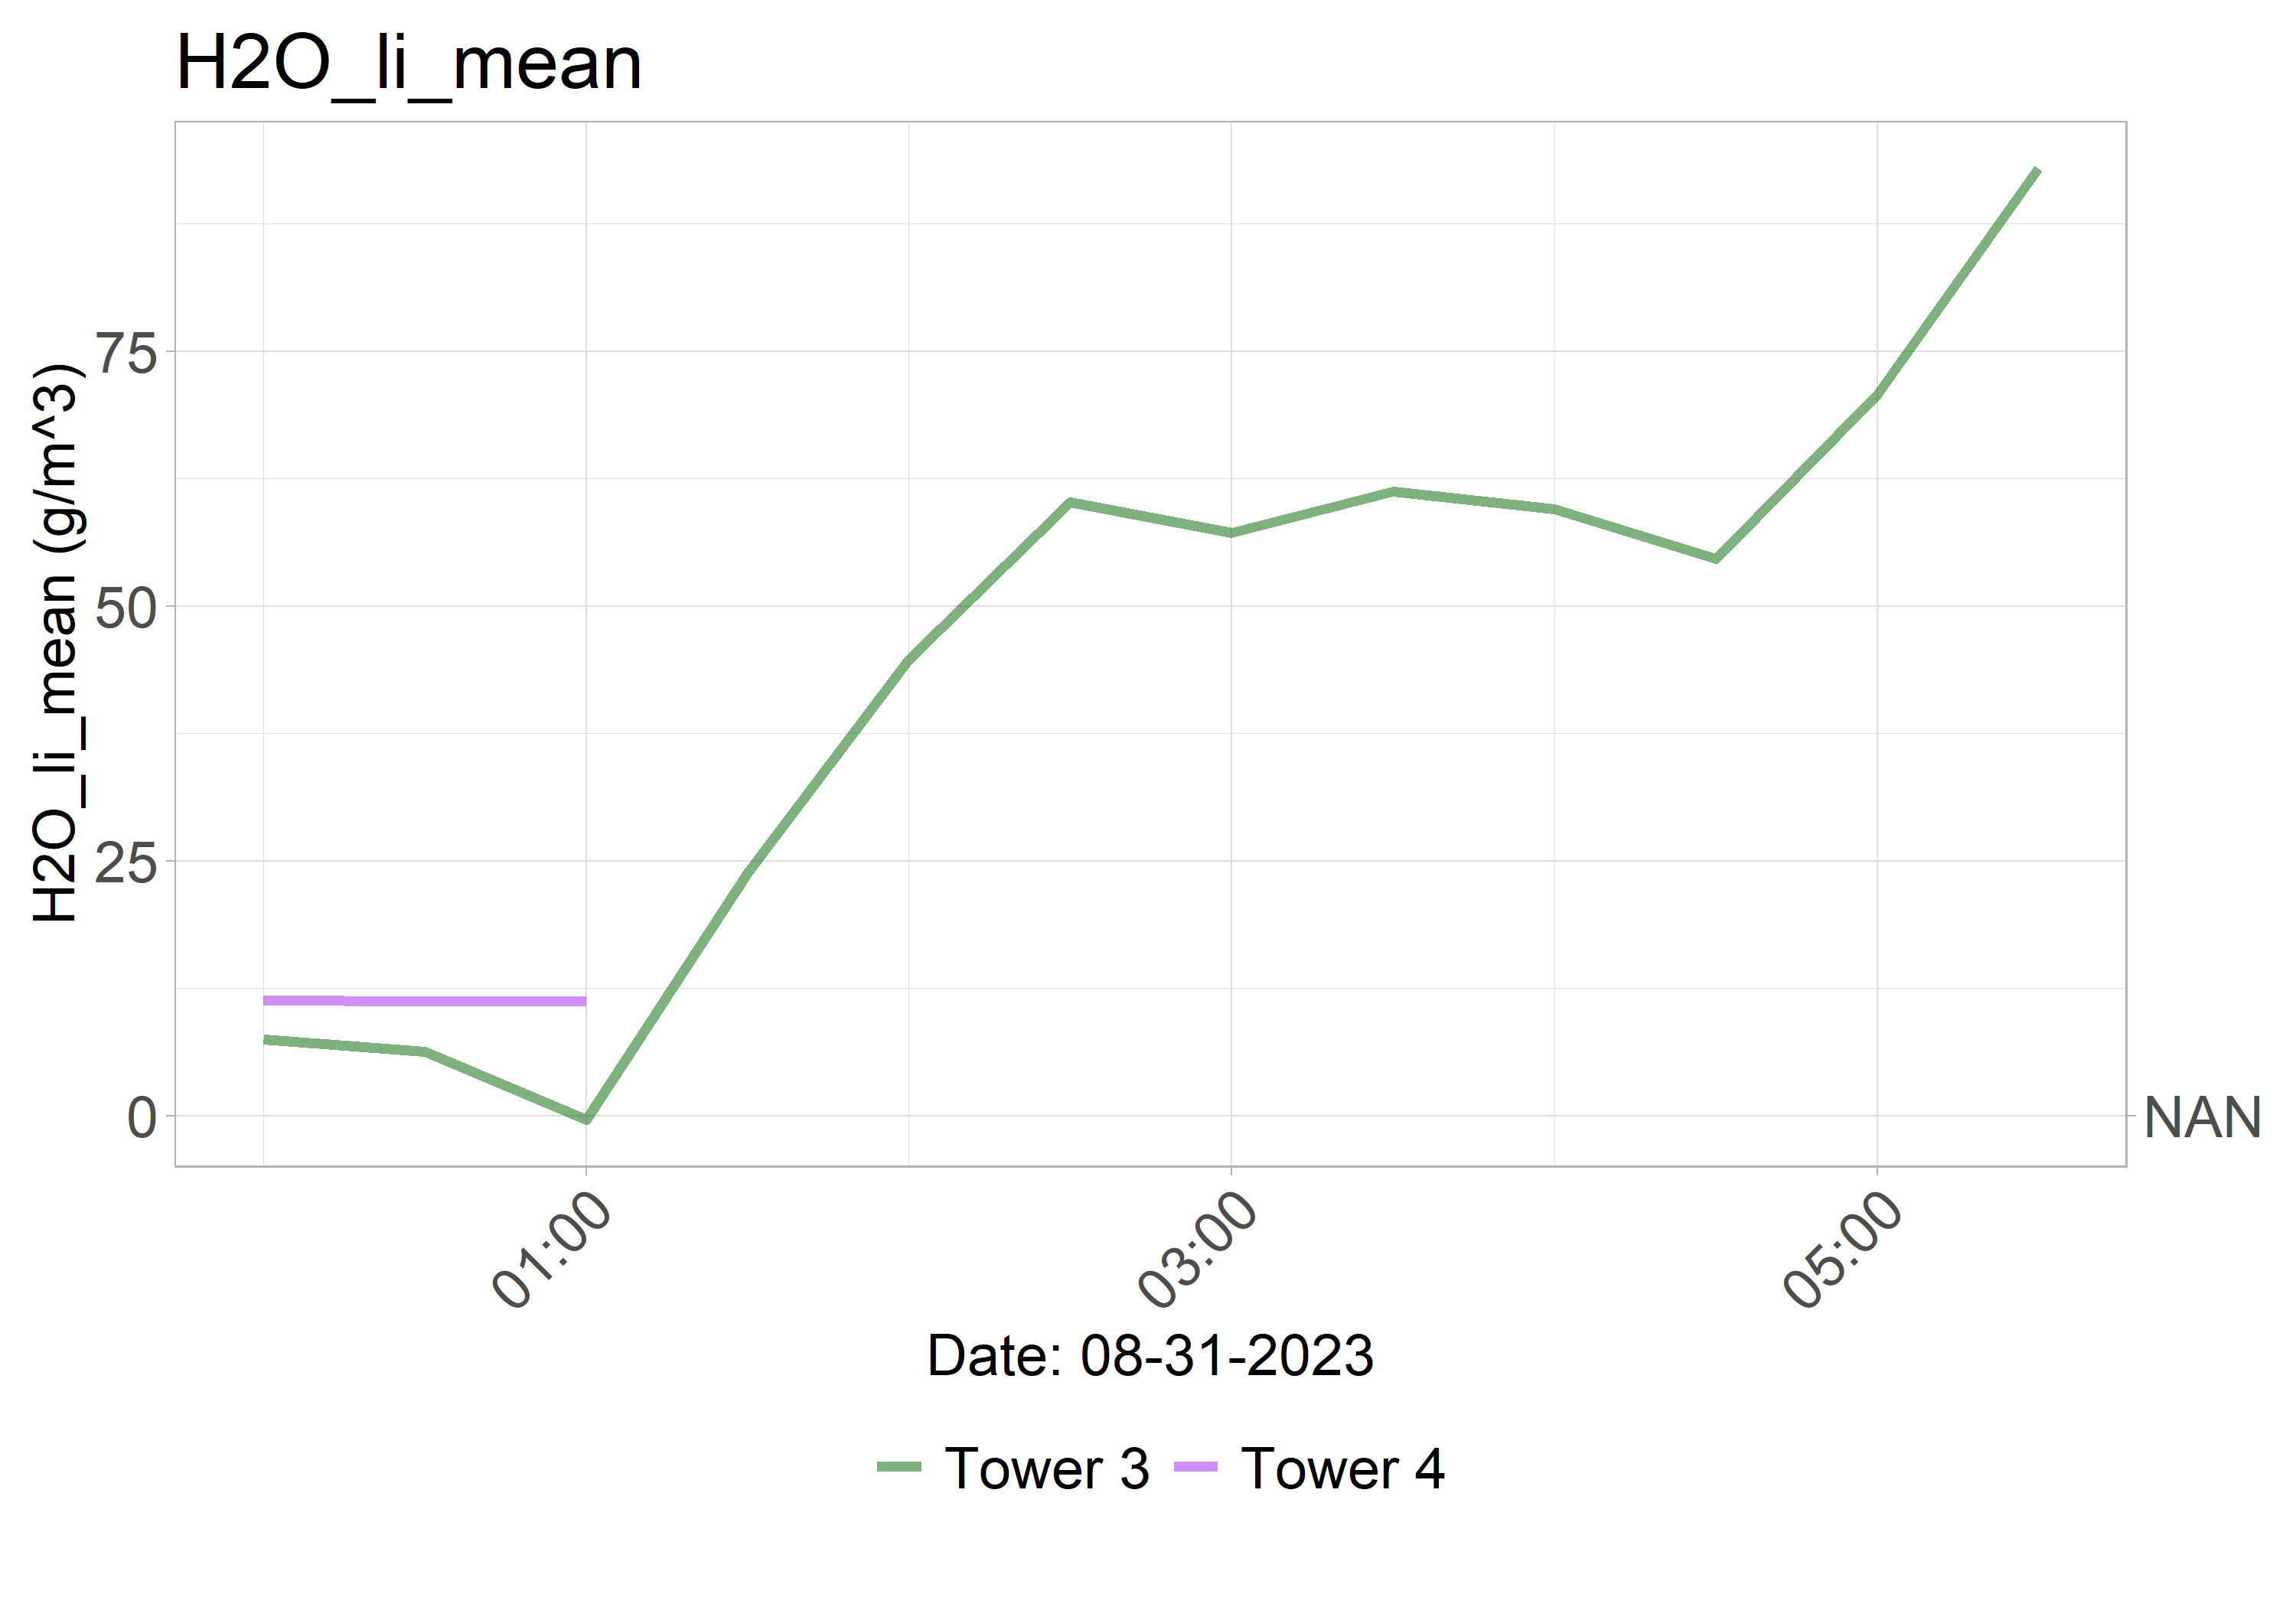 H2O_li_mean
H2O_li_mean (g/m^3)
75
50
25
0
NAN
01:00
03:00
05:00
Date: 08-31-2023
Tower 3
Tower 4